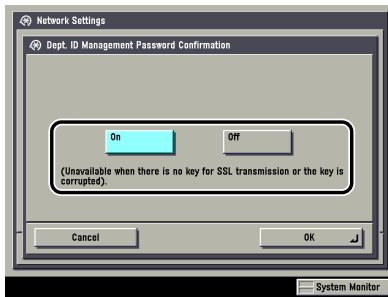 Network Settings
Dept. ID Management Password Confirmation
On Off
(Unavailable when there is no key for SSL transmission or the key is
corrupted).
Cancel OK
System Monitor